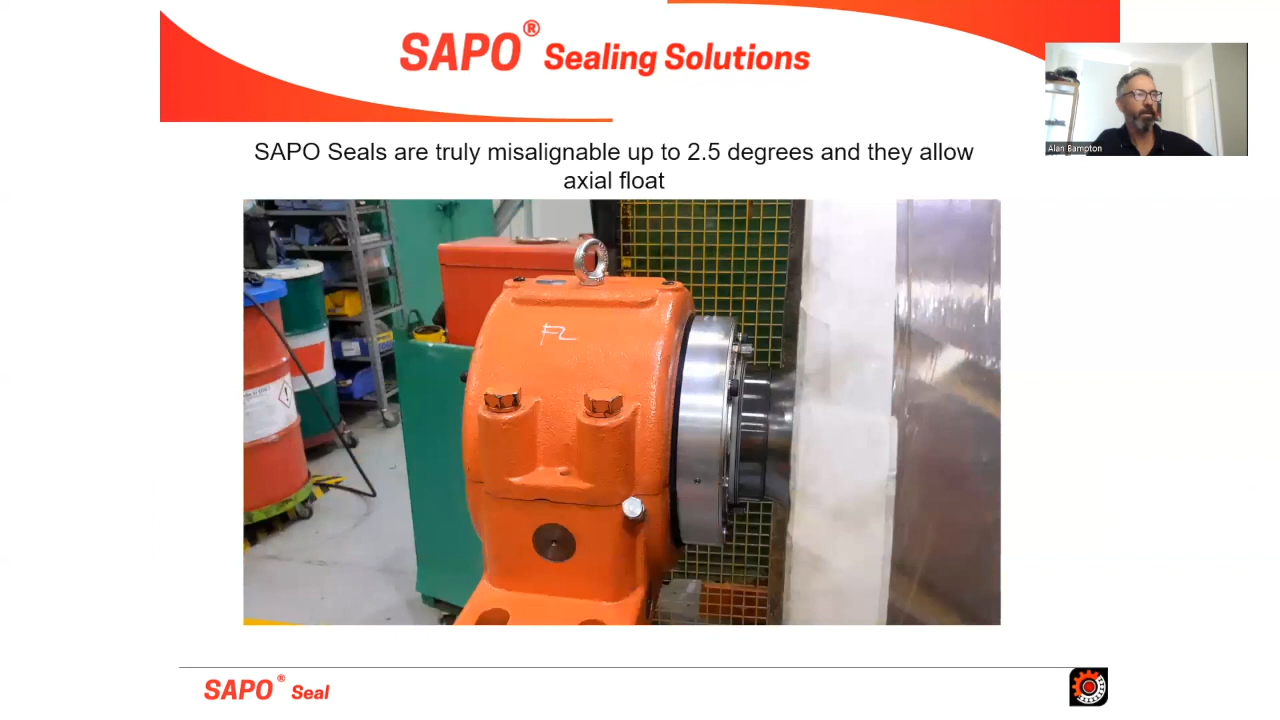 SAPO® Sealing Solutions
Alan Bampton
SAPO Seals are truly misalignable up to 2.5 degrees and they allow
axial float
FL
SAPO® Seal